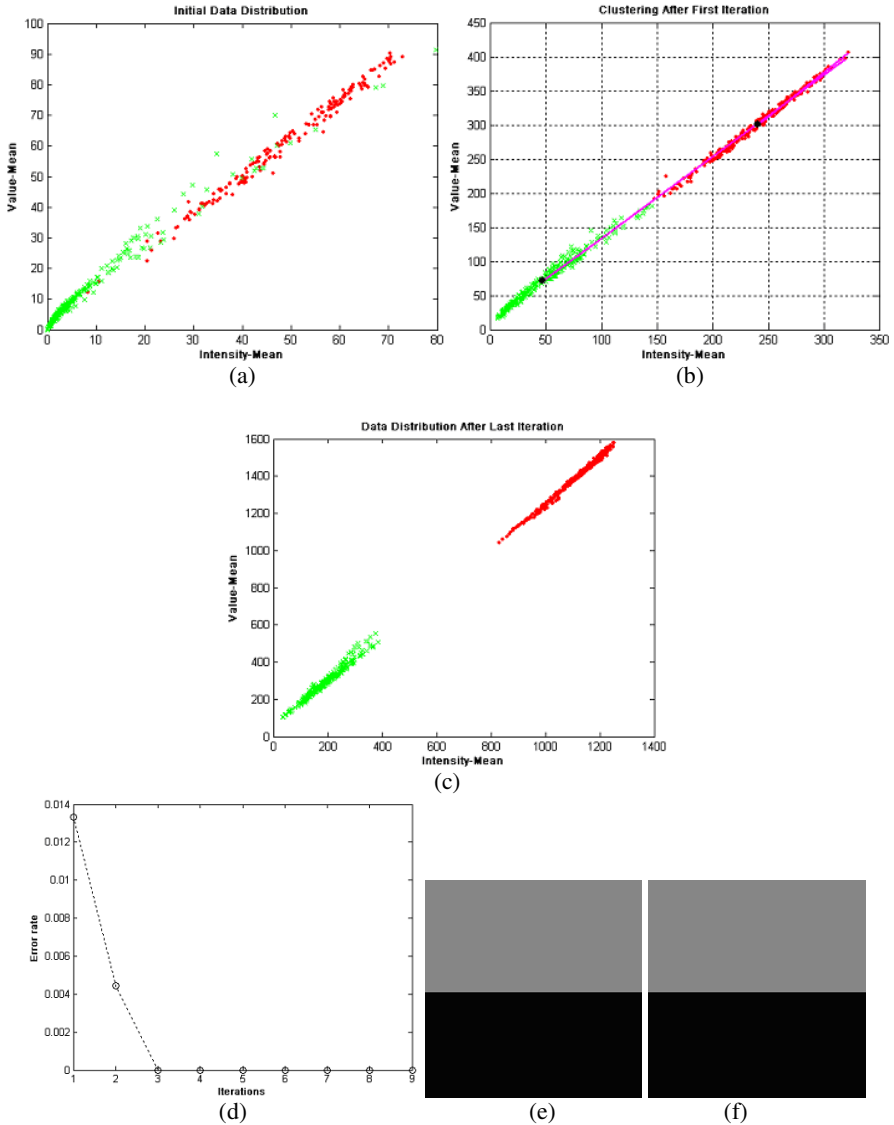 Initial Data Distribution
100
90
80
70
60
50
40
30
20
10
0
Value-Mean
0 10 20 30 40 50 60 70 80
Intensity-Mean
(a)
Clustering After First Iteration
450
400
350
300
250
200
150
100
50
0
Value-Mean
0 50 100 150 200 250 300 350
Intensity-Mean
(b)
Data Distribution After Last Iteration
1600
1400
1200
1000
800
600
400
200
0
Value-Mean
0 200 400 600 800 1000 1200 1400
Intensity-Mean
(c)
0.014
0.012
0.01
0.008
0.006
0.004
0.002
0
Error rate
1 2 3 4 5 6 7 8 9
Iterations
(d)
(e)
(f)